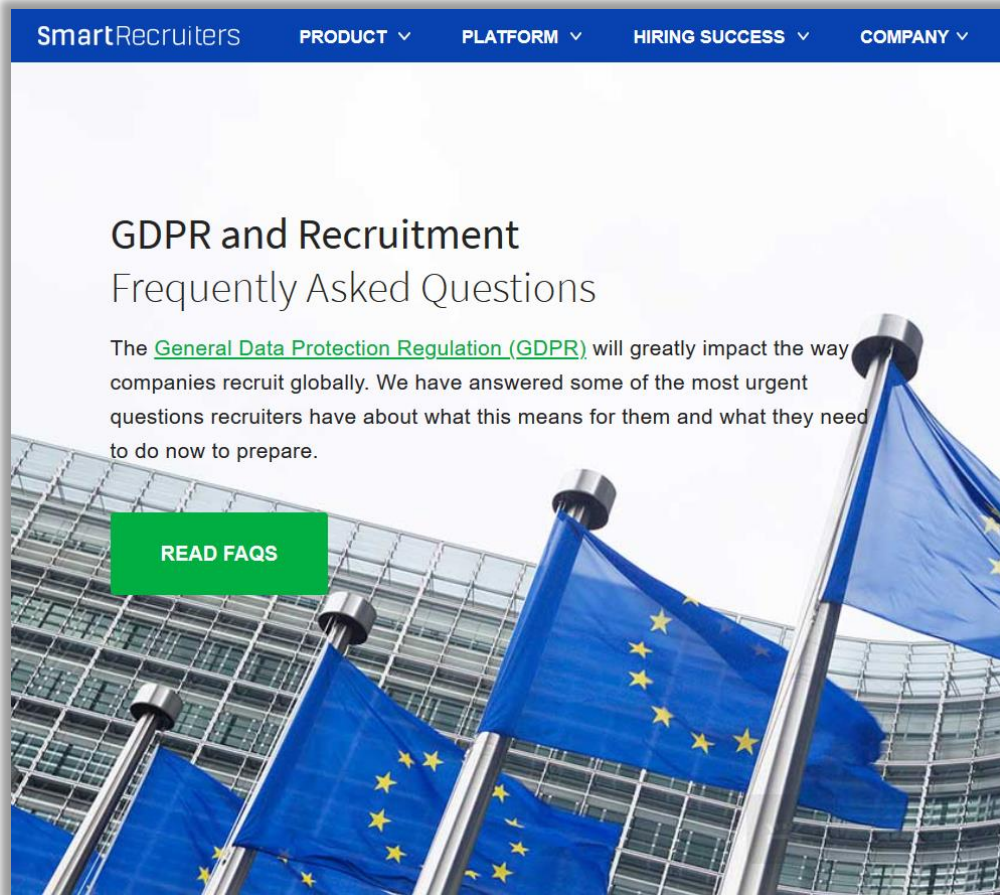 SmartRecruiters PRODUCT PLATFORM HIRING SUCCESS COMPANY
GDPR and Recruitment
Frequently Asked Questions
The General Data Protection Regulation (GDPR) will greatly impact the way
companies recruit globally. We have answered some of the most urgent
questions recruiters have about what this means for them and what they need
to do now to prepare.
READ FAQS